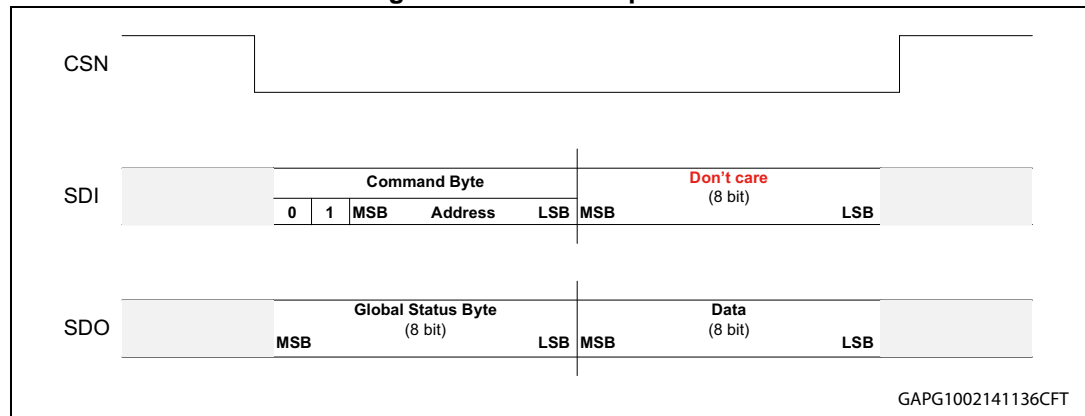 CSN
SDI
Command Byte
0 1 MSB Address LSB
Don't care
(8 bit)
MSB LSB
SDO
Global Status Byte
(8 bit)
MSB LSB
Data
(8 bit)
MSB LSB
GAPG1002141136CFT